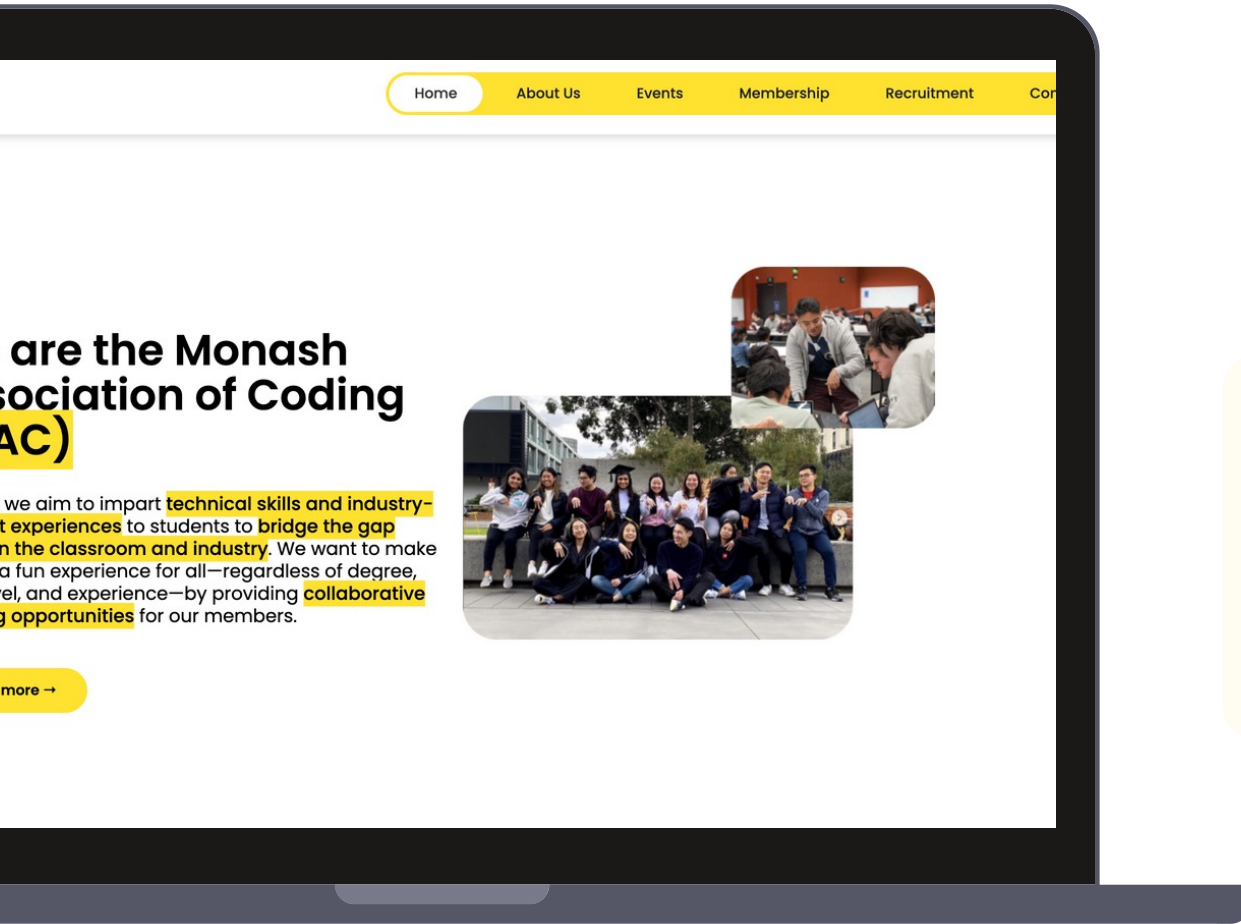 Home About Us Events Membership Recruitment Con
are the Monash
sociation of Coding
AC)
we aim to impart technical skills and industry-
t experiences to students to bridge the gap
n the classroom and industry. We want to make
a fun experience for all—regardless of degree,
vel, and experience—by providing collaborative
g opportunities for our members.
more →